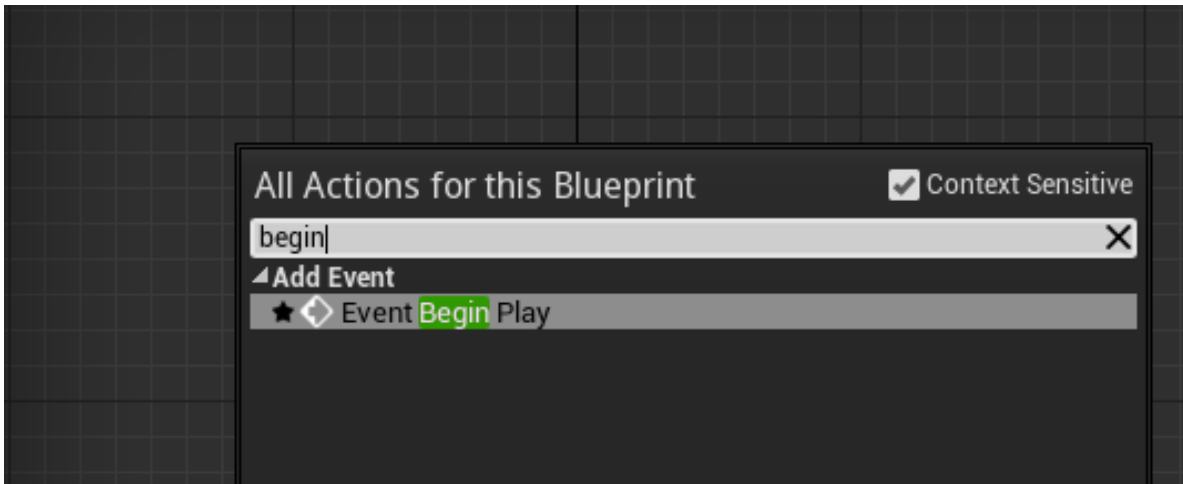 All Actions for this Blueprint
Context Sensitive
begin
Add Event
Event Begin Play